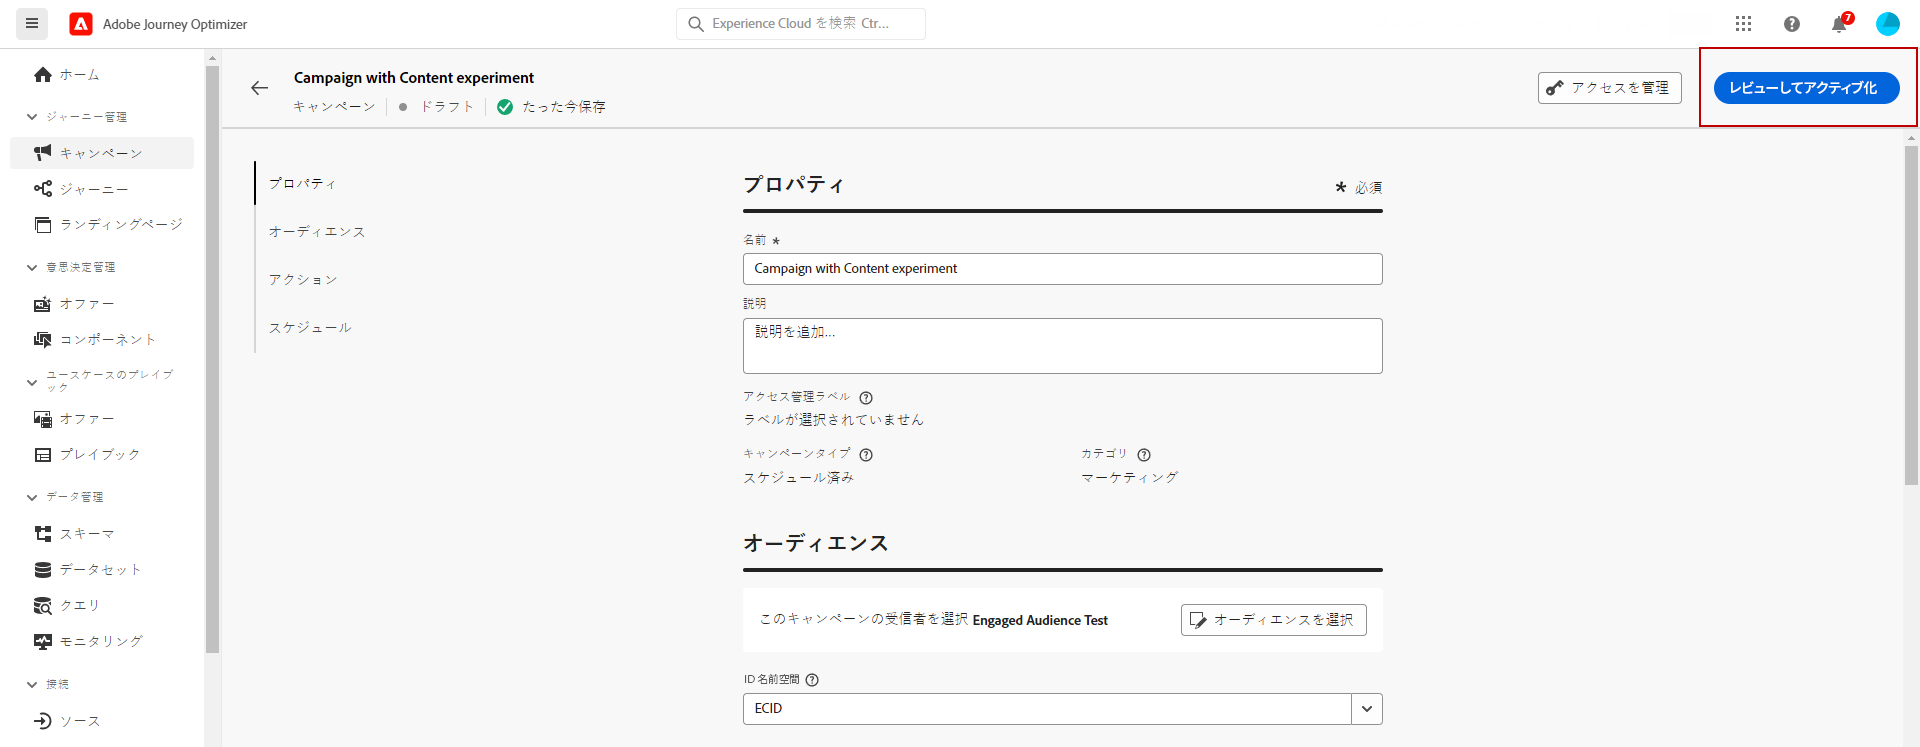 Adobe Journey Optimizer
Experience Cloud を検索 Ctr...
7
ホーム
ジャーニー管理
キャンペーン
ジャーニー
ランディングページ
意思決定管理
オファー
コンポーネント
ユースケースのプレイブ
ック
オファー
プレイブック
データ管理
スキーマ
データセット
クエリ
モニタリング
接続
ソース
Campaign with Content experiment
キャンペーン
ドラフト
たった今保存
アクセスを管理
レビューしてアクティブ化
プロパティ
オーディエンス
アクション
スケジュール
プロパティ
* 必須
名前 *
Campaign with Content experiment
説明
説明を追加...
アクセス管理ラベル
ラベルが選択されていません
キャンペーンタイプ
スケジュール済み
カテゴリ
マーケティング
オーディエンス
このキャンペーンの受信者を選択 Engaged Audience Test
オーディエンスを選択
ID 名前空間
ECID